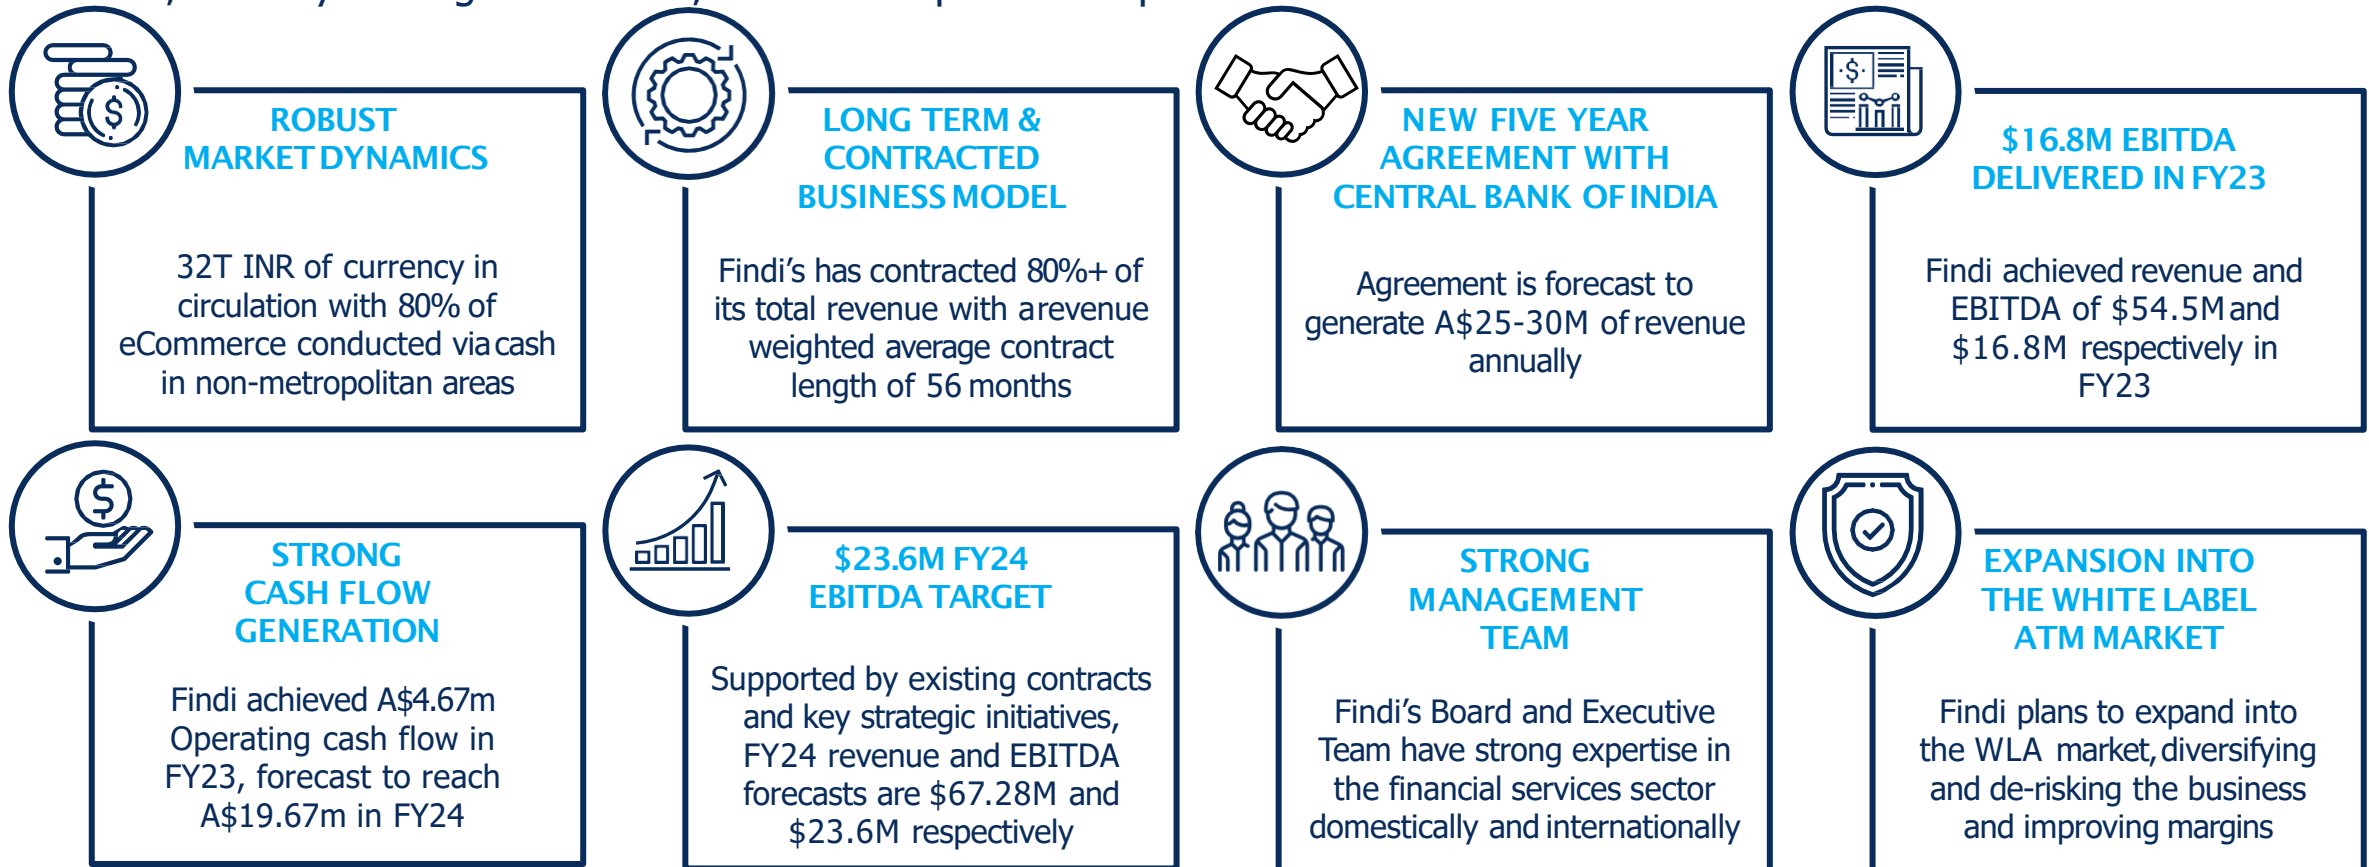 ROBUST
MARKET DYNAMICS
32T INR of currency in
circulation with 80% of
eCommerce conducted via cash
in non-metropolitan areas
LONG TERM &
CONTRACTED
BUSINESS MODEL
Findi’s has contracted 80%+ of
its total revenue with a revenue
weighted average contract
length of 56 months
NEW FIVE YEAR
AGREEMENT WITH
CENTRAL BANK OF INDIA
Agreement is forecast to
generate A$25-30M of revenue
annually
$16.8M EBITDA
DELIVERED IN FY23
Findi achieved revenue and
EBITDA of $54.5M and
$16.8M respectively in
FY23
STRONG
CASH FLOW
GENERATION
Findi achieved A$4.67m
Operating cash flow in
FY23, forecast to reach
A$19.67m in FY24
$23.6M FY24
EBITDA TARGET
Supported by existing contracts
and key strategic initiatives,
FY24 revenue and EBITDA
forecasts are $67.28M and
$23.6M respectively
STRONG
MANAGEMENT
TEAM
Findi’s Board and Executive
Team have strong expertise in
the financial services sector
domestically and internationally
EXPANSION INTO
THE WHITE LABEL
ATM MARKET
Findi plans to expand into
the WLA market, diversifying
and de-risking the business
and improving margins